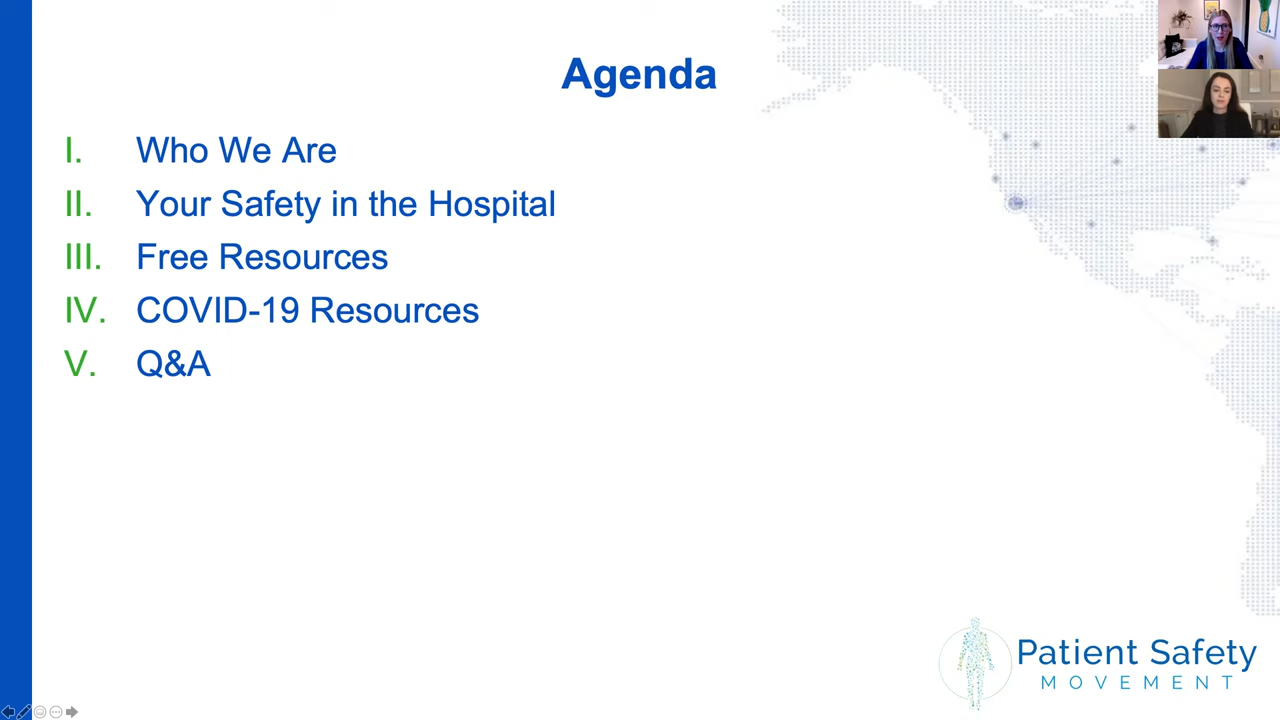 Agenda
I. Who We Are
II. Your Safety in the Hospital
III. Free Resources
IV. COVID-19 Resources
V. Q&A
Patient Safety
MOVEMENT